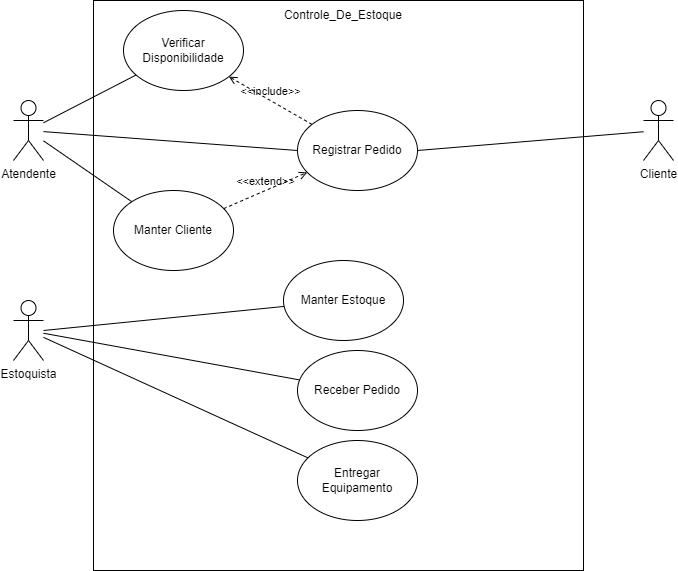 Controle_De_Estoque
Verificar
Disponibilidade
<<include>>
Registrar Pedido
Atendente
Cliente
<<extend>>
Manter Cliente
Manter Estoque
Estoquista
Receber Pedido
Entregar
Equipamento